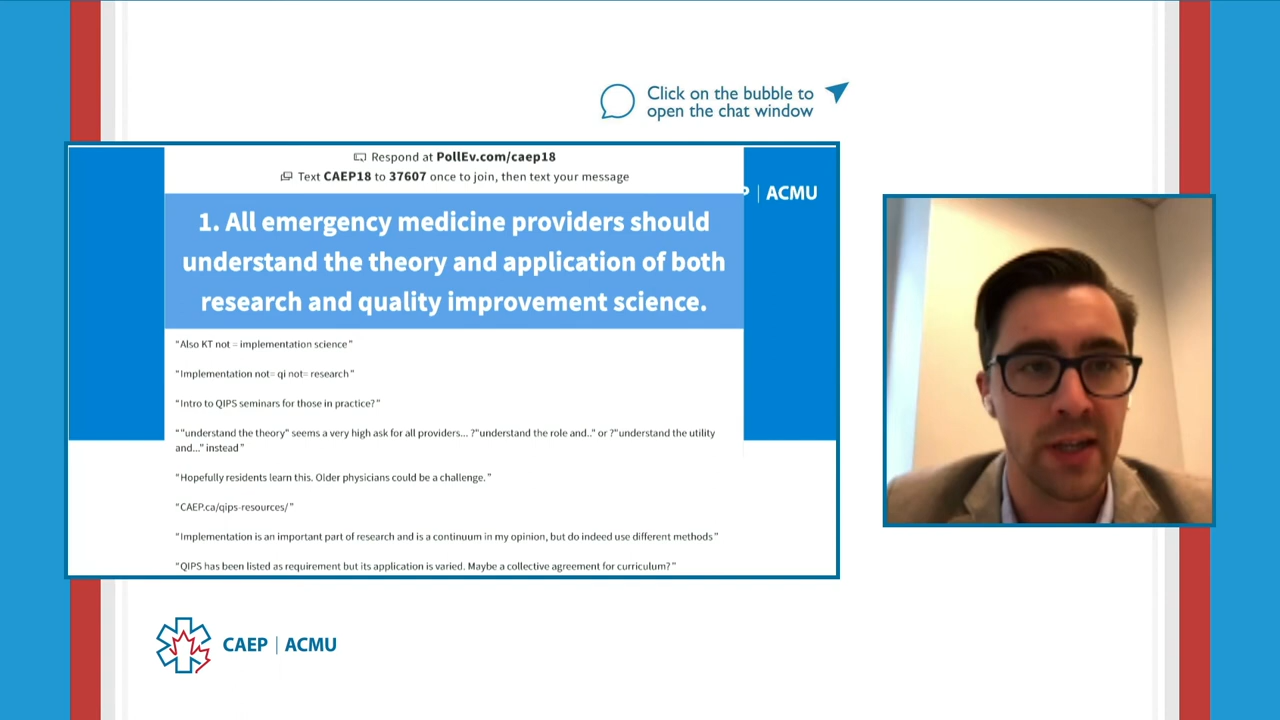 Click on the bubble to
open the chat window
Respond at PollEv.com/caep18
Text CAEP18 to 37607 once to join, then text your message
P | ACMU
1. All emergency medicine providers should
understand the theory and application of both
research and quality improvement science.
"Also KT not = implementation science"
"Implementation not= qi not= research"
"Intro to QIPS seminars for those in practice?"
""understand the theory" seems a very high ask for all providers... ?"understand the role and.." or ?"understand the utility
and..." instead"
"Hopefully residents learn this. Older physicians could be a challenge."
"CAEP.ca/qips-resources/"
"Implementation is an important part of research and is a continuum in my opinion, but do indeed use different methods"
"QIPS has been listed as requirement but its application is varied. Maybe a collective agreement for curriculum?"
CAEP | ACMU